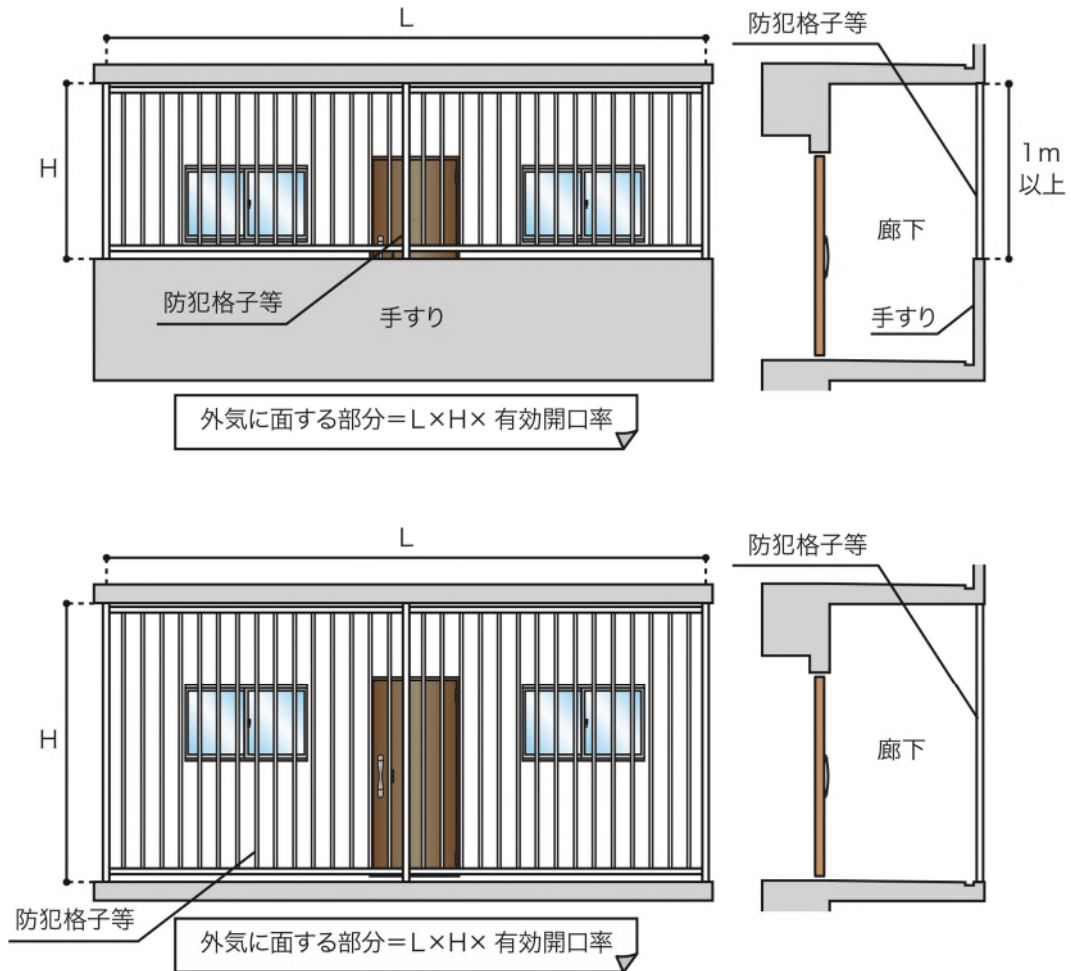 L
防犯格子等
H
1m
以上
廊下
防犯格子等
手すり
手すり
外気に面する部分＝L×H× 有効開口率
L
防犯格子等
H
廊下
防犯格子等
外気に面する部分＝L×H× 有効開口率